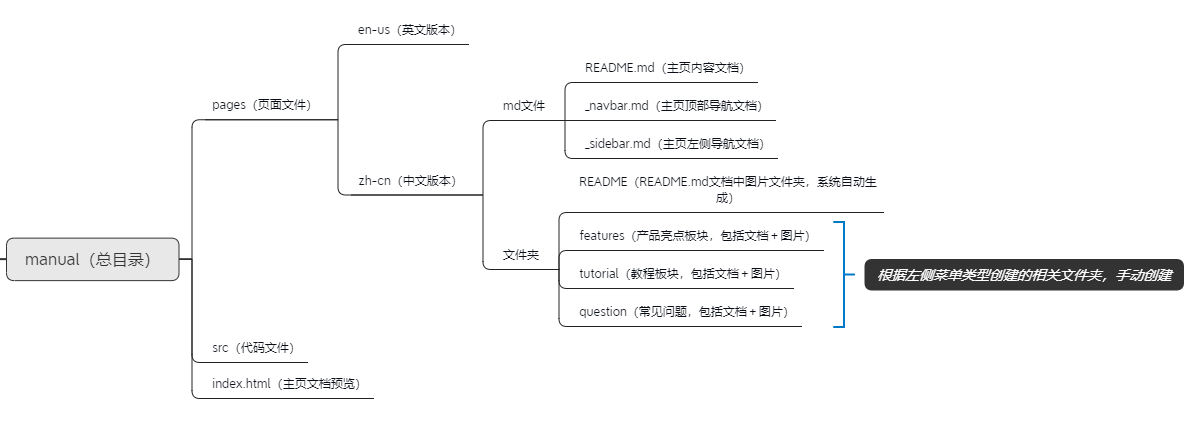 en-us（英文版本）
README.md（主页内容文档）
pages（页面文件）
md文件
_navbar.md（主页顶部导航文档）
_sidebar.md（主页左侧导航文档）
zh-cn（中文版本）
README（README.md文档中图片文件夹，系统自动生
成）
features（产品亮点板块，包括文档＋图片）
文件夹
manual（总目录）
tutorial（教程板块，包括文档＋图片）
根据左侧菜单类型创建的相关文件夹，手动创建
question（常见问题，包括文档＋图片）
src（代码文件）
index.html（主页文档预览）